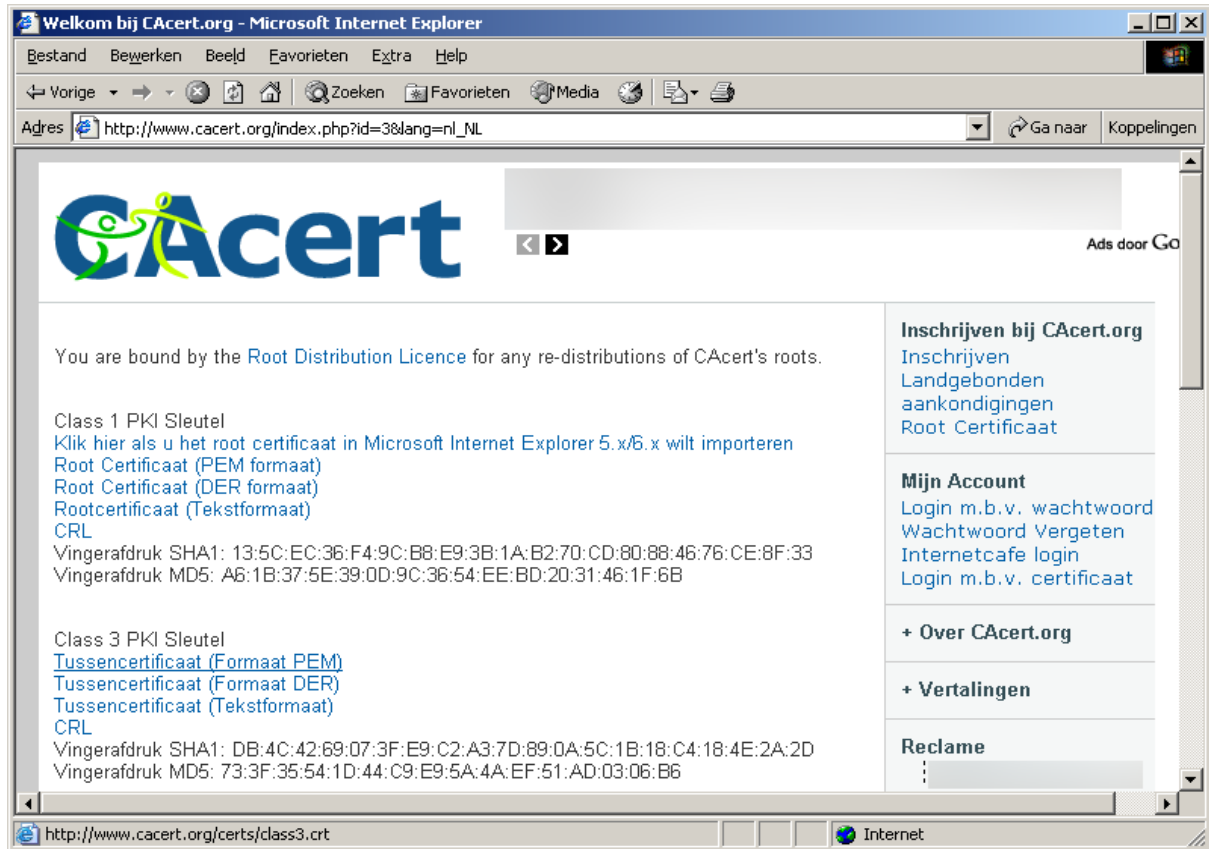 Welkom bij CAcert.org - Microsoft Internet Explorer
Bestand Bewerken Beeld Favorieten Extra Help
Vorige Zoeken Favorieten Media
Adres http://www.cacert.org/index.php?id=3&lang=nl_NL Ga naar Koppelingen
CAcert
Ads door Go
You are bound by the Root Distribution Licence for any re-distributions of CAcert's roots.
Class 1 PKI Sleutel
Klik hier als u het root certificaat in Microsoft Internet Explorer 5.x/6.x wilt importeren
Root Certificaat (PEM formaat)
Root Certificaat (DER formaat)
Rootcertificaat (Tekstformaat)
CRL
Vingerafdruk SHA1: 13:5C:EC:36:F4:9C:B8:E9:3B:1A:B2:70:CD:80:88:46:76:CE:8F:33
Vingerafdruk MD5: A6:1B:37:5E:39:0D:9C:36:54:EE:BD:20:31:46:1F:6B
Class 3 PKI Sleutel
Tussencertificaat (Formaat PEM)
Tussencertificaat (Formaat DER)
Tussencertificaat (Tekstformaat)
CRL
Vingerafdruk SHA1: DB:4C:42:69:07:3F:E9:C2:A3:7D:89:0A:5C:1B:18:C4:18:4E:2A:2D
Vingerafdruk MD5: 73:3F:35:54:1D:44:C9:E9:5A:4A:EF:51:AD:03:06:B6
Inschrijven bij CAcert.org
Inschrijven
Landgebonden
aankondigingen
Root Certificaat
Mijn Account
Login m.b.v. wachtwoord
Wachtwoord Vergeten
Internetcafe login
Login m.b.v. certificaat
+ Over CAcert.org
+ Vertalingen
Reclame
http://www.cacert.org/certs/class3.crt Internet